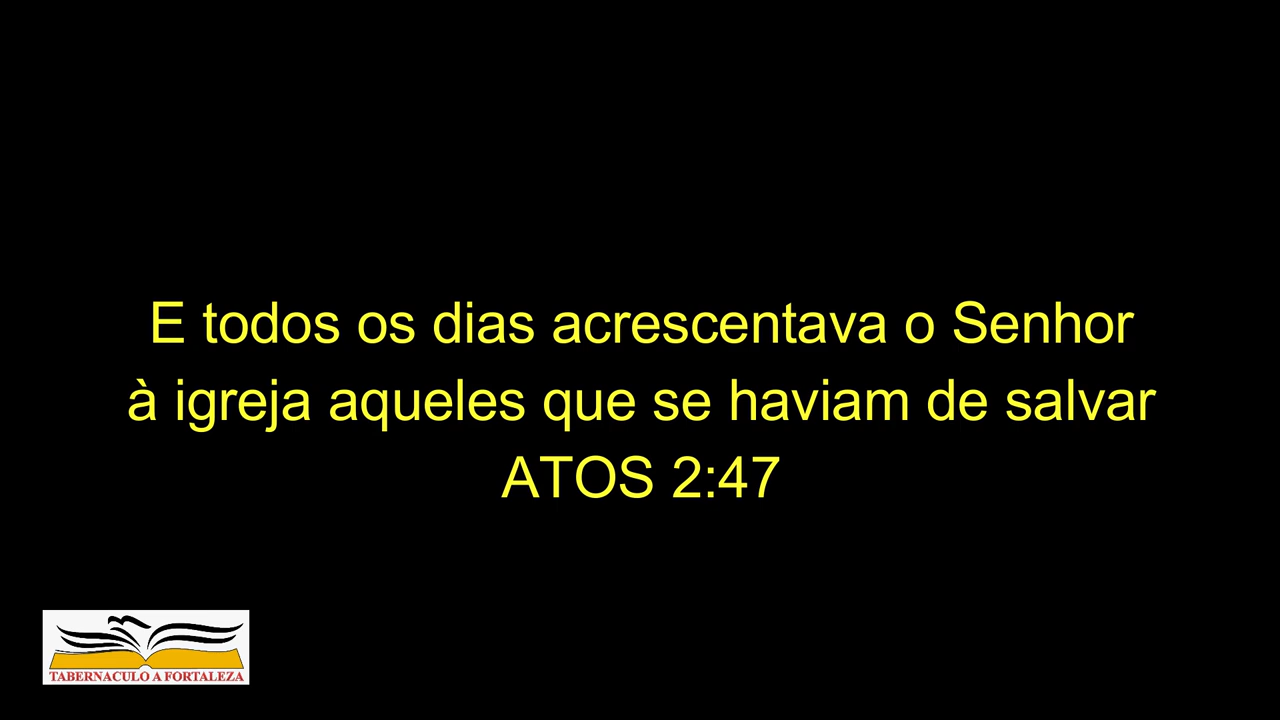 E todos os dias acrescentava o Senhor
à igreja aqueles que se haviam de salvar
ATOS 2:47
TABERNACULO A FORTALEZA